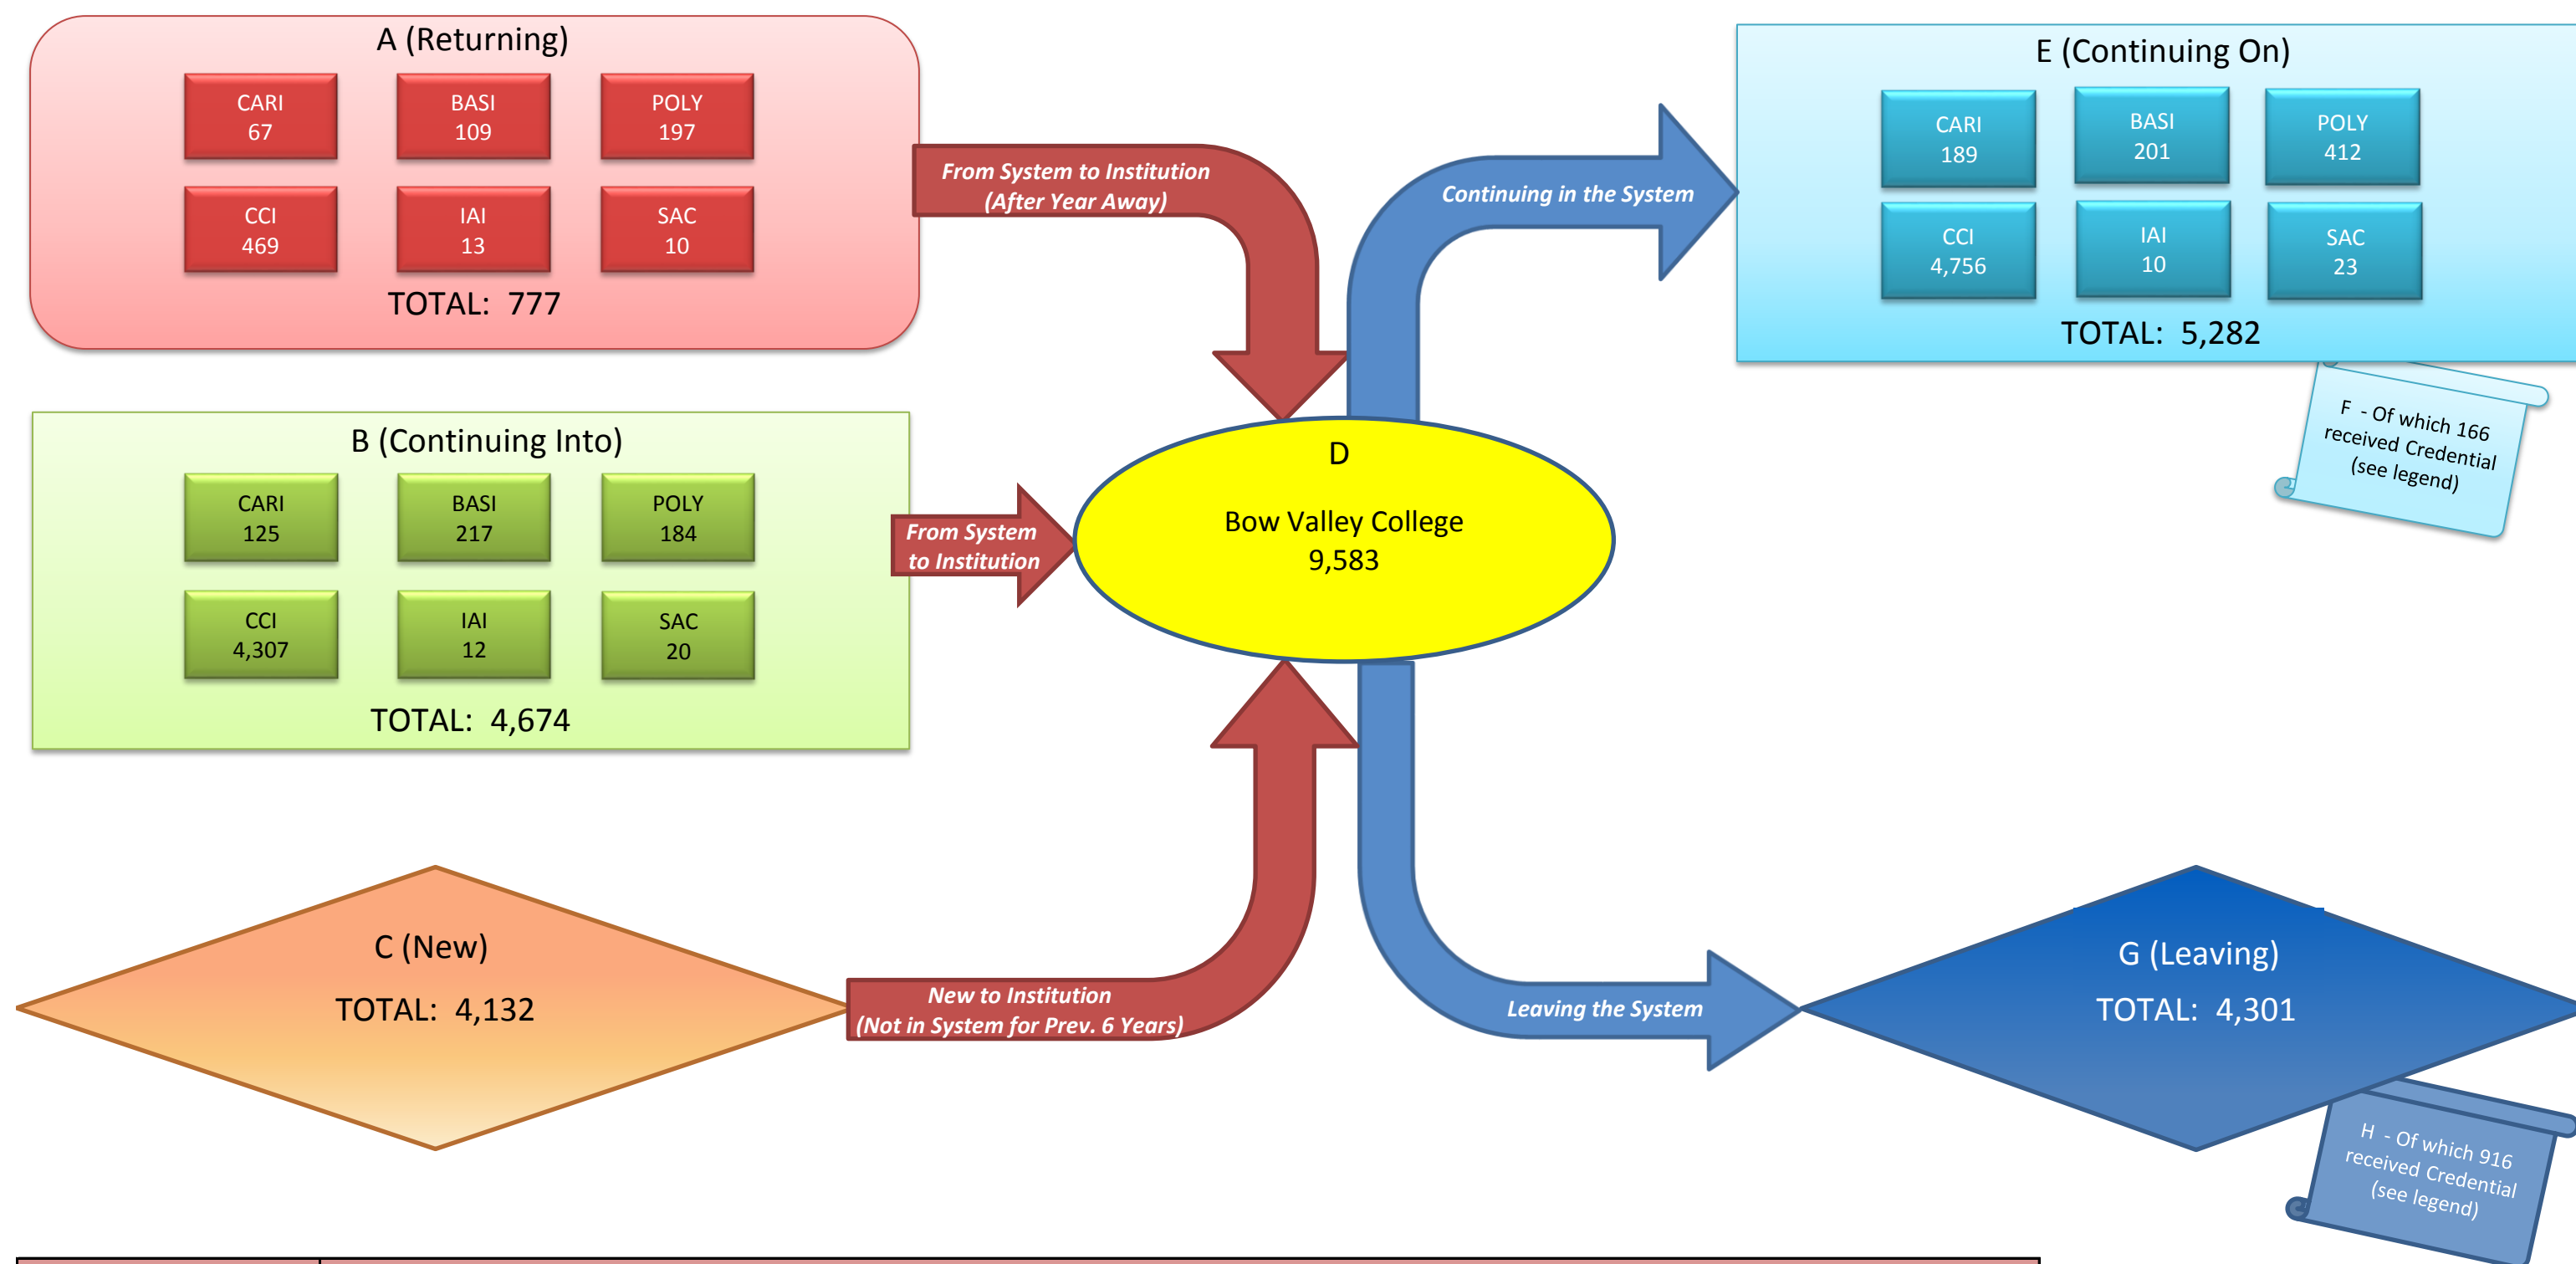 A (Returning)
CARI
67
BASI
109
POLY
197
CCI
469
IAI
13
SAC
10
TOTAL: 777
From System to Institution
(After Year Away)
Continuing in the System
E (Continuing On)
CARI
189
BASI
201
POLY
412
CCI
4,756
IAI
10
SAC
23
TOTAL: 5,282
F - Of which 166
received Credential
(see legend)
B (Continuing Into)
CARI
125
BASI
217
POLY
184
CCI
4,307
IAI
12
SAC
20
TOTAL: 4,674
From System
to Institution
D
Bow Valley College
9,583
C (New)
TOTAL: 4,132
New to Institution
(Not in System for Prev. 6 Years)
Leaving the System
G (Leaving)
TOTAL: 4,301
H - Of which 916
received Credential
(see legend)